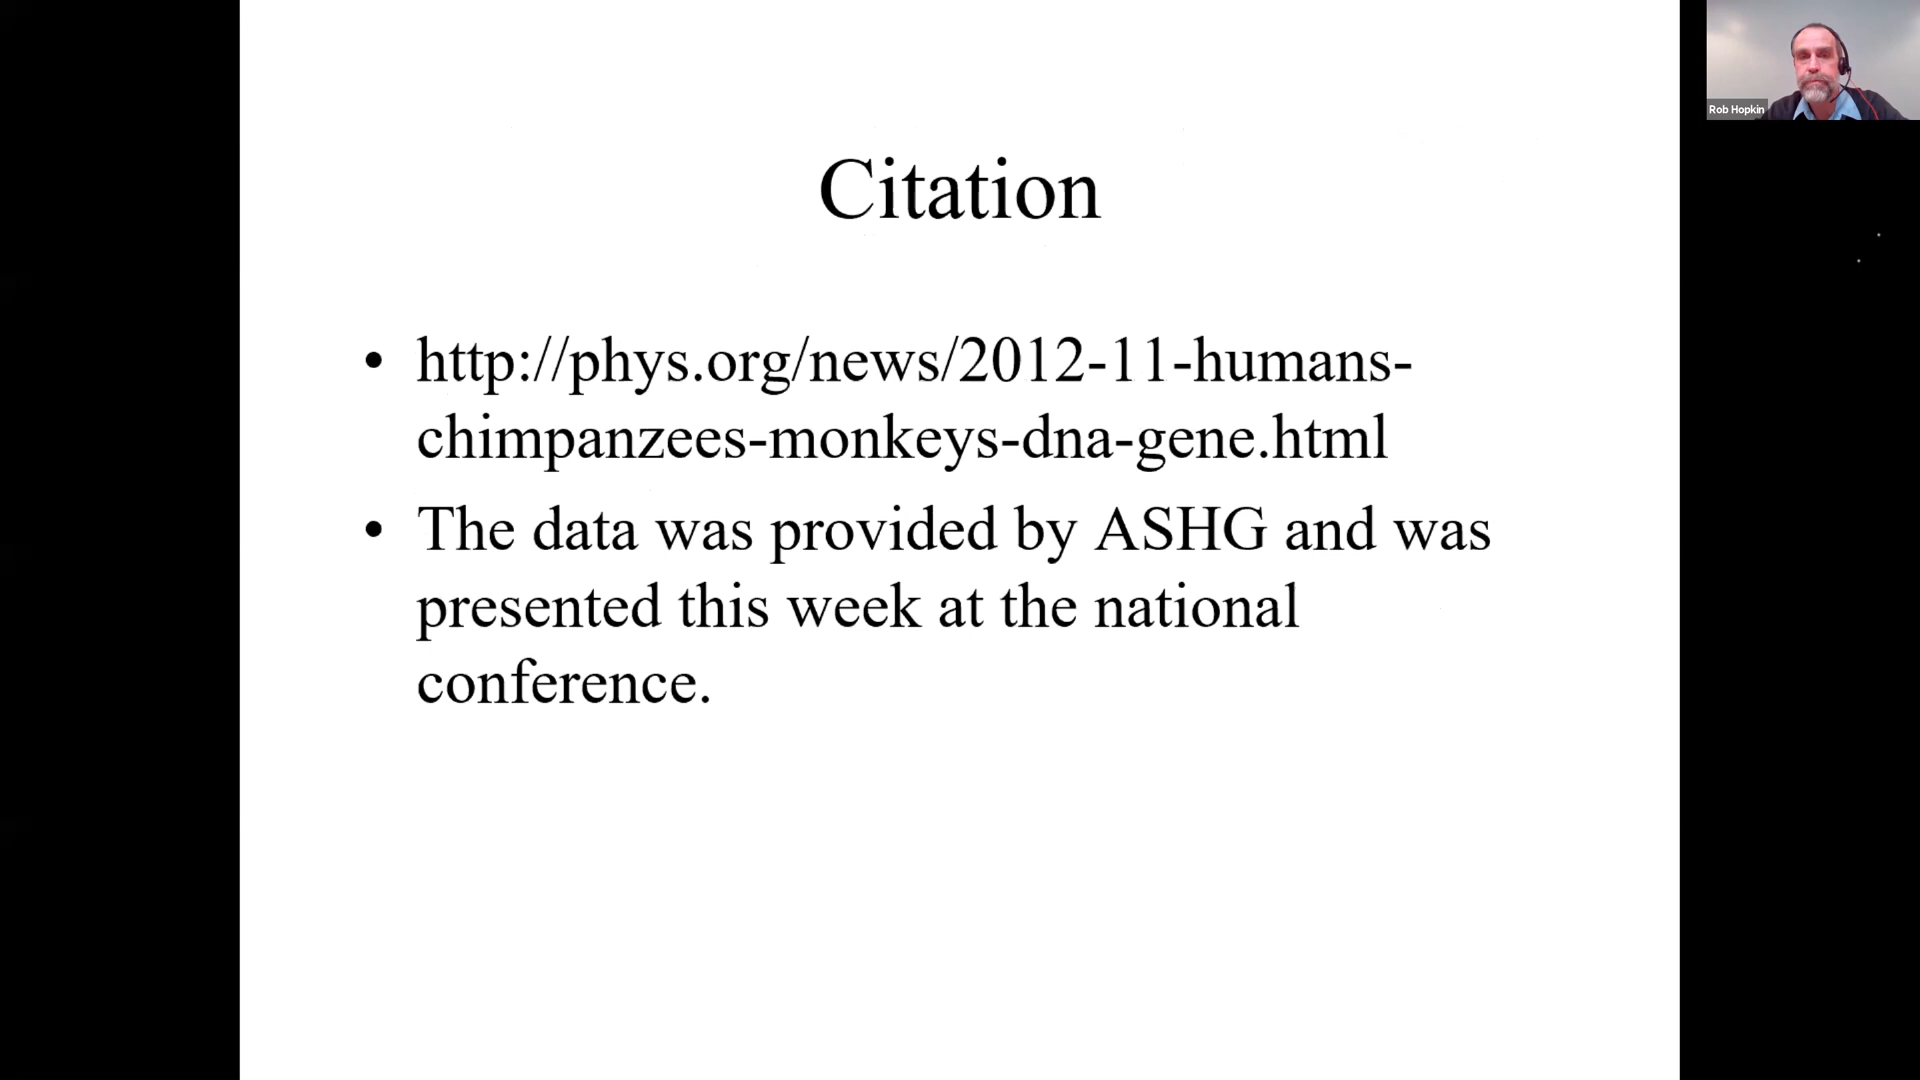 Citation
• http://phys.org/news/2012-11-humans-
chimpanzees-monkeys-dna-gene.html
• The data was provided by ASHG and was
presented this week at the national
conference.
Rob Hopkin